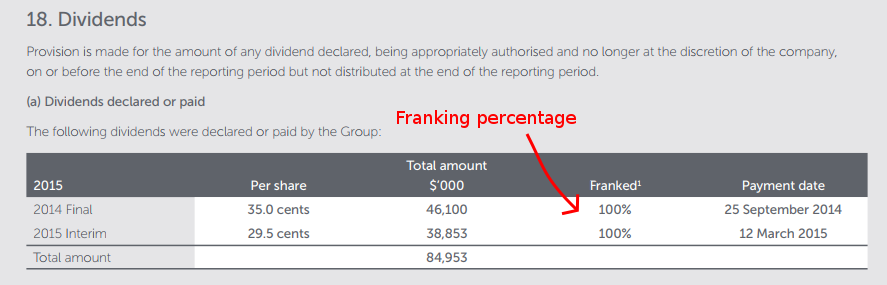 18. Dividends
Provision is made for the amount of any dividend declared, being appropriately authorised and no longer at the discretion of the company,
on or before the end of the reporting period but not distributed at the end of the reporting period.
(a) Dividends declared or paid
Franking percentage
The following dividends were declared or paid by the Group:
Total amount
2015 Per share $'000 Franked¹ Payment date
2014 Final 35.0 cents 46,100 100% 25 September 2014
2015 Interim 29.5 cents 38,853 100% 12 March 2015
Total amount 84,953